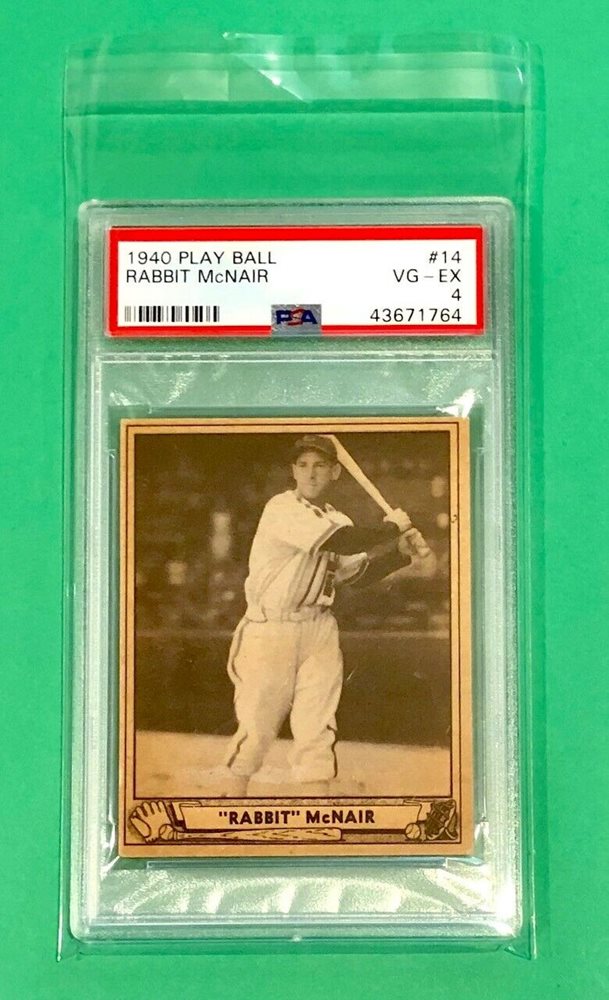 1940 PLAY BALL #14
RABBIT McNAIR VG-EX
4
PSA 43671764
"RABBIT" McNAIR